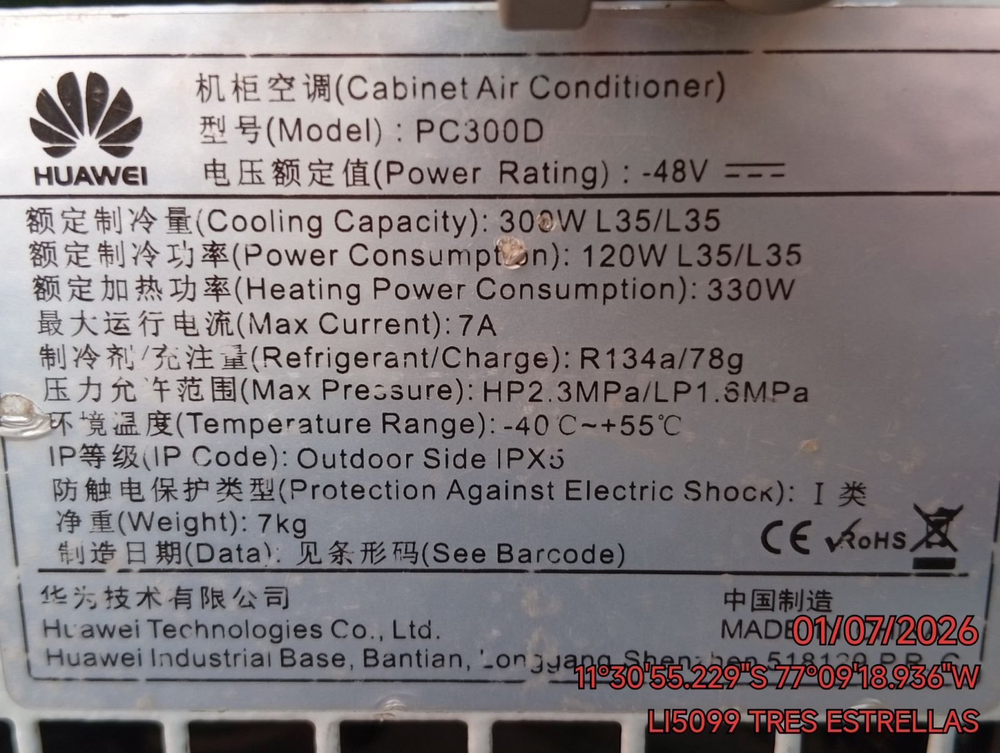 HUAWEI
机柜空调(Cabinet Air Conditioner)
型号(Model) : PC300D
电压额定值(Power Rating) : -48V
额定制冷量(Cooling Capacity): 300W L35/L35
额定制冷功率(Power Consumption): 120W L35/L35
额定加热功率(Heating Power Consumption): 330W
最大运行电流(Max Current): 7A
制冷剂/充注量(Refrigerant/Charge): R134a/78g
压力允许范围(Max Pressure): HP2.3MPa/LP1.6MPa
环境温度(Temperature Range): -40℃~+55℃
IP等级(IP Code): Outdoor Side IPX5
防触电保护类型(Protection Against Electric Shock): I 类
净重(Weight): 7kg
制造日期(Data): 见条形码(See Barcode)
CE RoHS
华为技术有限公司
Huawei Technologies Co., Ltd.
Huawei Industrial Base, Bantian, Longgang Shenzhen 518129 P.R.C
中国制造
MADE IN CHINA
01/07/2026
11°30'55.229"S 77°09'18.936"W
LI5099 TRES ESTRELLAS